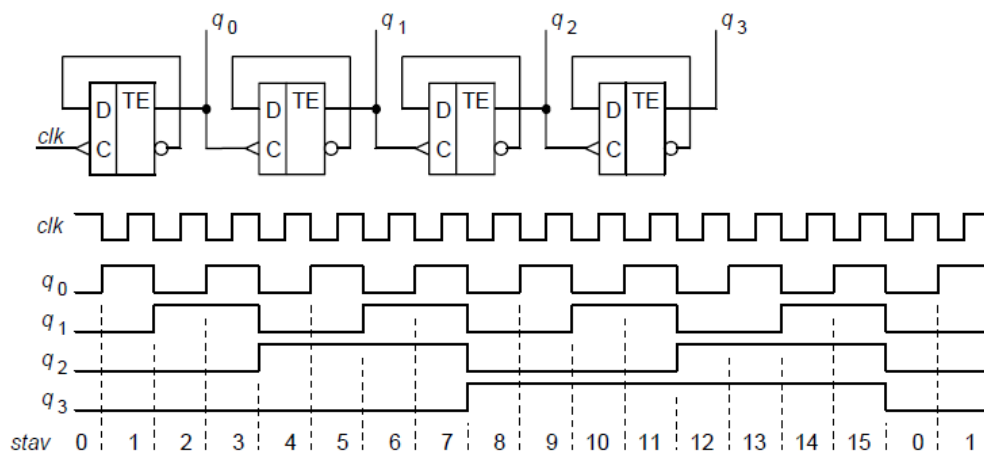 q0 q1 q2 q3
D TE D TE D TE D TE
clk C C C C
clk
q0
q1
q2
q3
stav 0 1 2 3 4 5 6 7 8 9 10 11 12 13 14 15 0 1